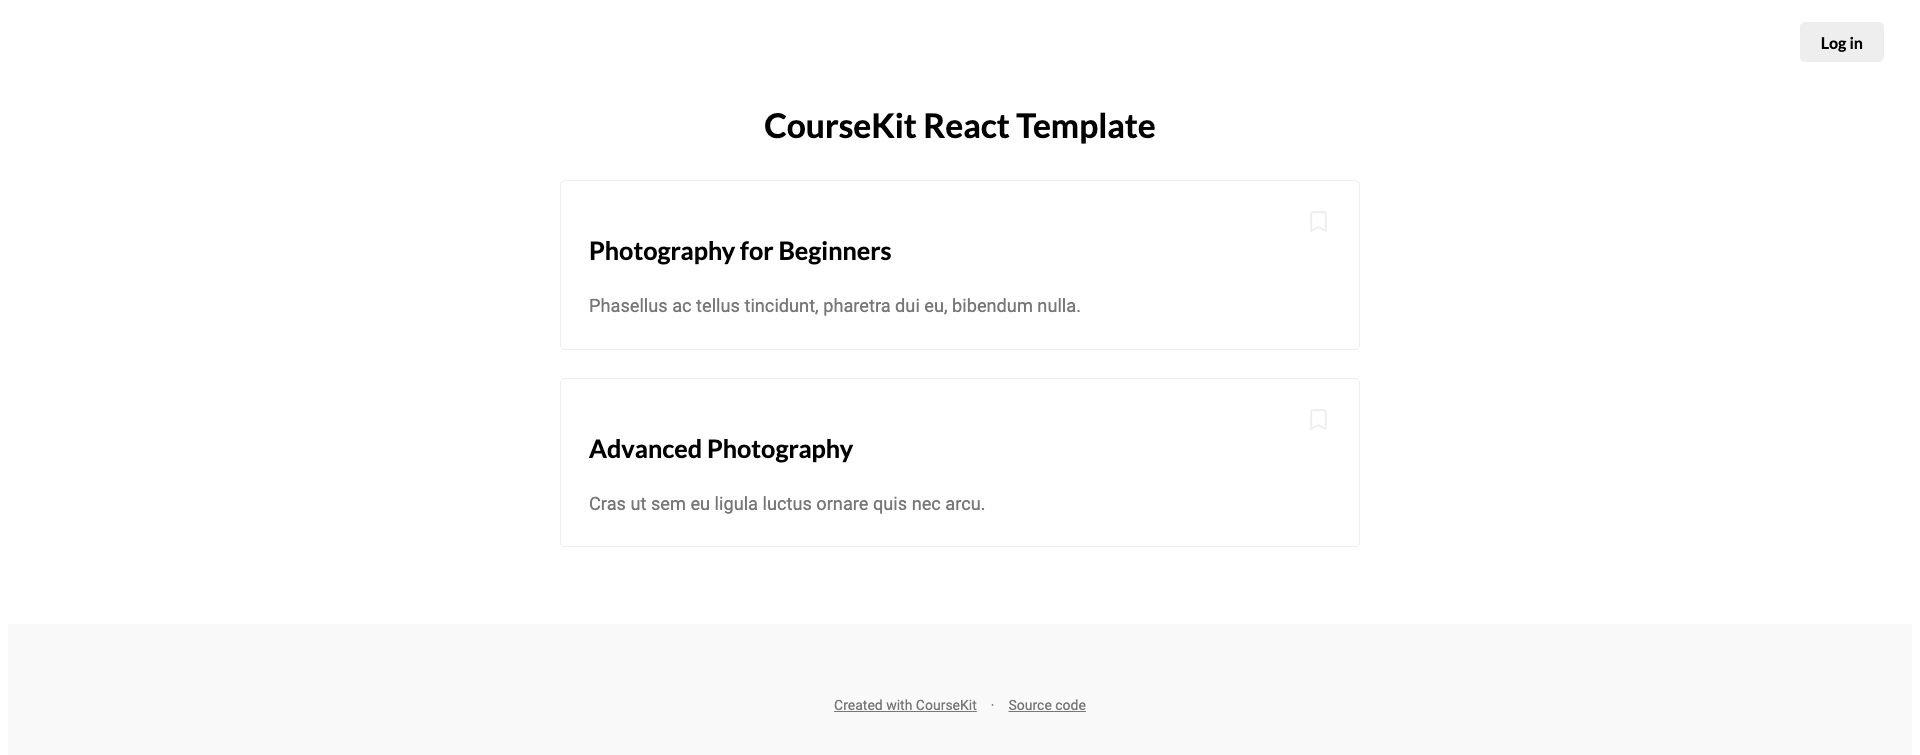 Log in
CourseKit React Template
Photography for Beginners
Phasellus ac tellus tincidunt, pharetra dui eu, bibendum nulla.
Advanced Photography
Cras ut sem eu ligula luctus ornare quis nec arcu.
Created with CourseKit · Source code